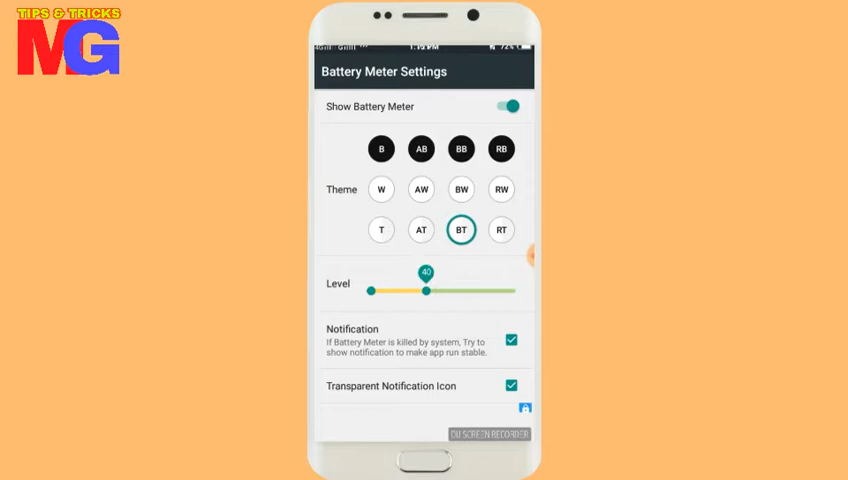 TIPS & TRICKS
MG
72%
Battery Meter Settings
Show Battery Meter
B AB BB RB
Theme
W AW BW RW
T AT BT RT
40
Level
Notification
If Battery Meter is killed by system, Try to
show notification to make app run stable.
Transparent Notification Icon
DU SCREEN RECORDER